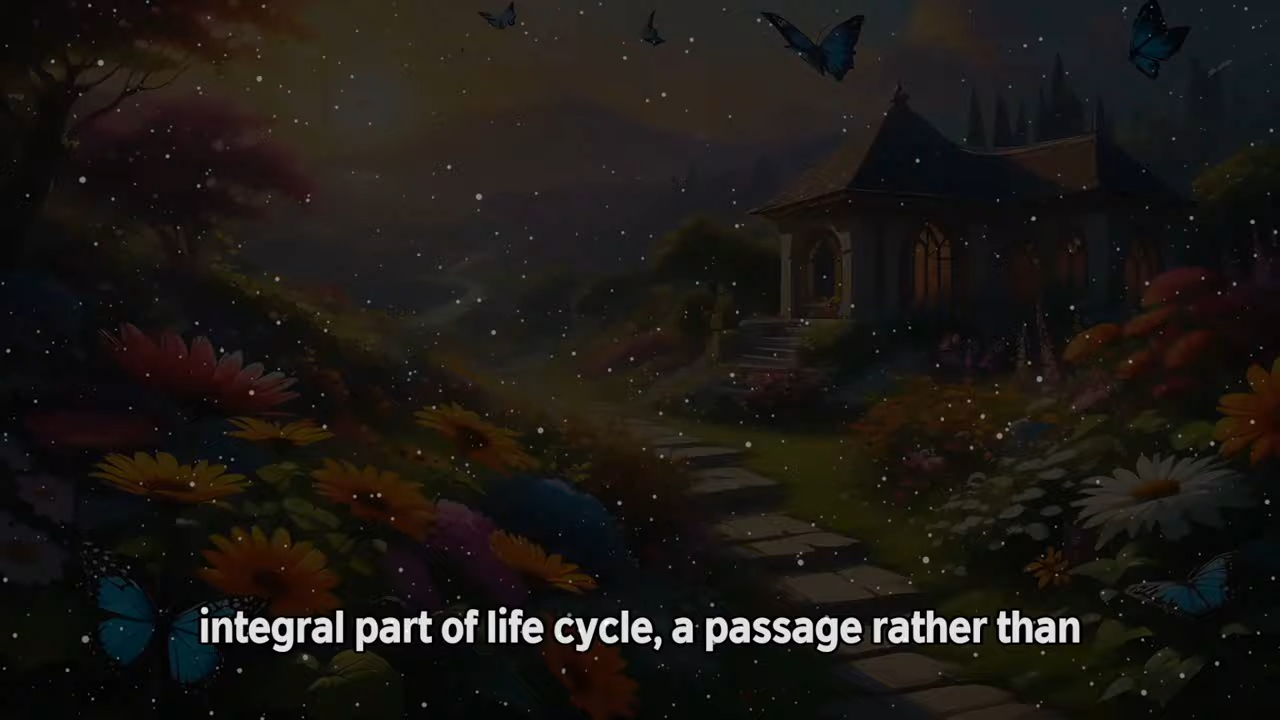 integral part of life cycle, a passage rather than